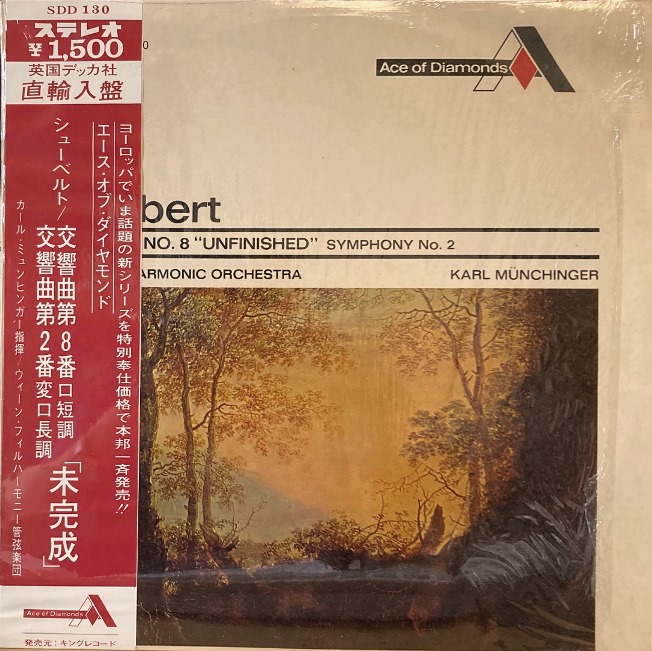 SDD 130
ステレオ
¥1,500
英国デッカ社
直輸入盤
ヨーロッパでいま話題の新シリーズを特別奉仕価格で本邦一斉発売!!
エース・オブ・ダイヤモンド
シューベルト/
交響曲第8番ロ短調「未完成」
交響曲第2番変ロ長調
カール・ミュンヒンガー指揮/ウィーン・フィルハーモニー管弦楽団
Ace of Diamonds
発売元:キングレコード
0
Ace of Diamonds
bert
NO. 8 "UNFINISHED" SYMPHONY No. 2
ARMONIC ORCHESTRA
KARL MÜNCHINGER